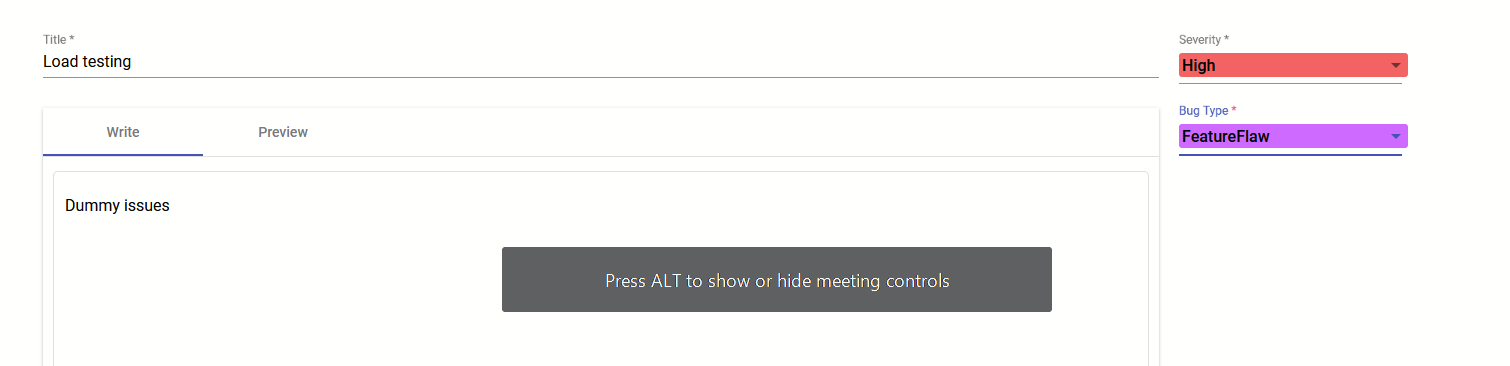 Title *
Load testing
Severity *
High
Bug Type *
FeatureFlaw
Write
Preview
Dummy issues
Press ALT to show or hide meeting controls